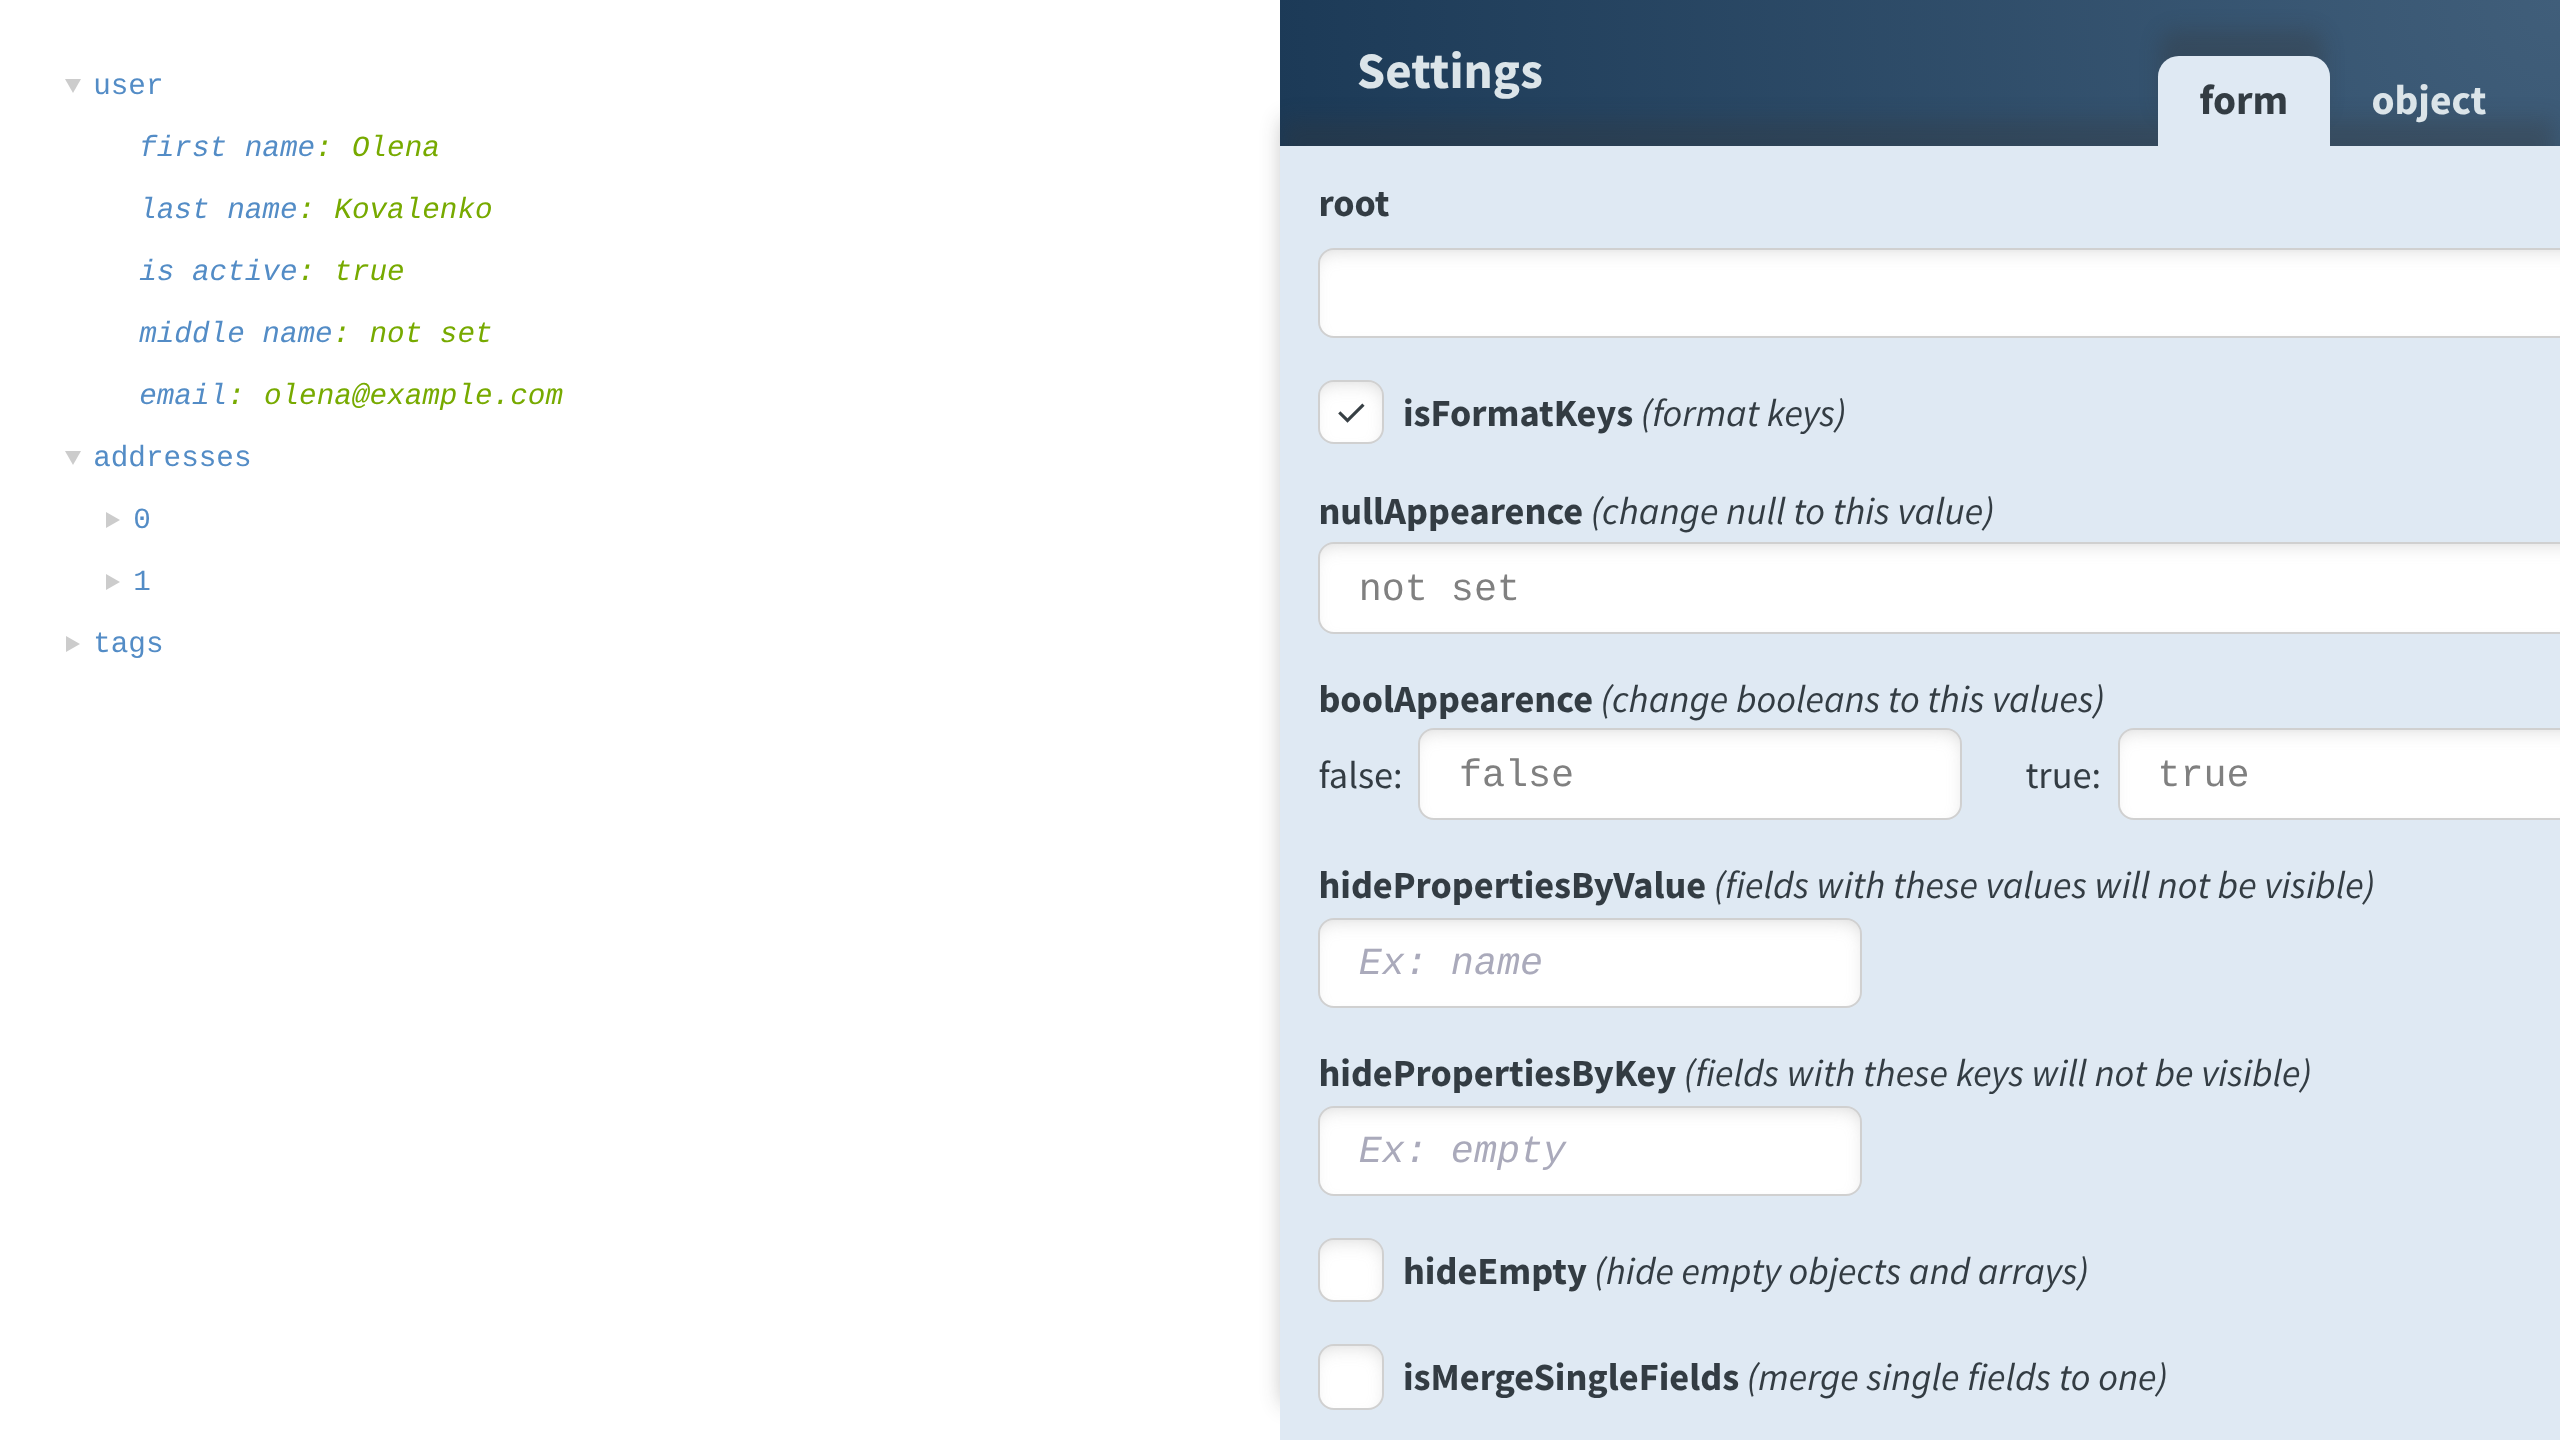 user
first name: Olena
last name: Kovalenko
is active: true
middle name: not set
email: olena@example.com
addresses
0
1
tags
Settings
form
object
root
isFormatKeys (format keys)
nullAppearence (change null to this value)
not set
boolAppearence (change booleans to this values)
false: false true: true
hidePropertiesByValue (fields with these values will not be visible)
Ex: name
hidePropertiesByKey (fields with these keys will not be visible)
Ex: empty
hideEmpty (hide empty objects and arrays)
isMergeSingleFields (merge single fields to one)